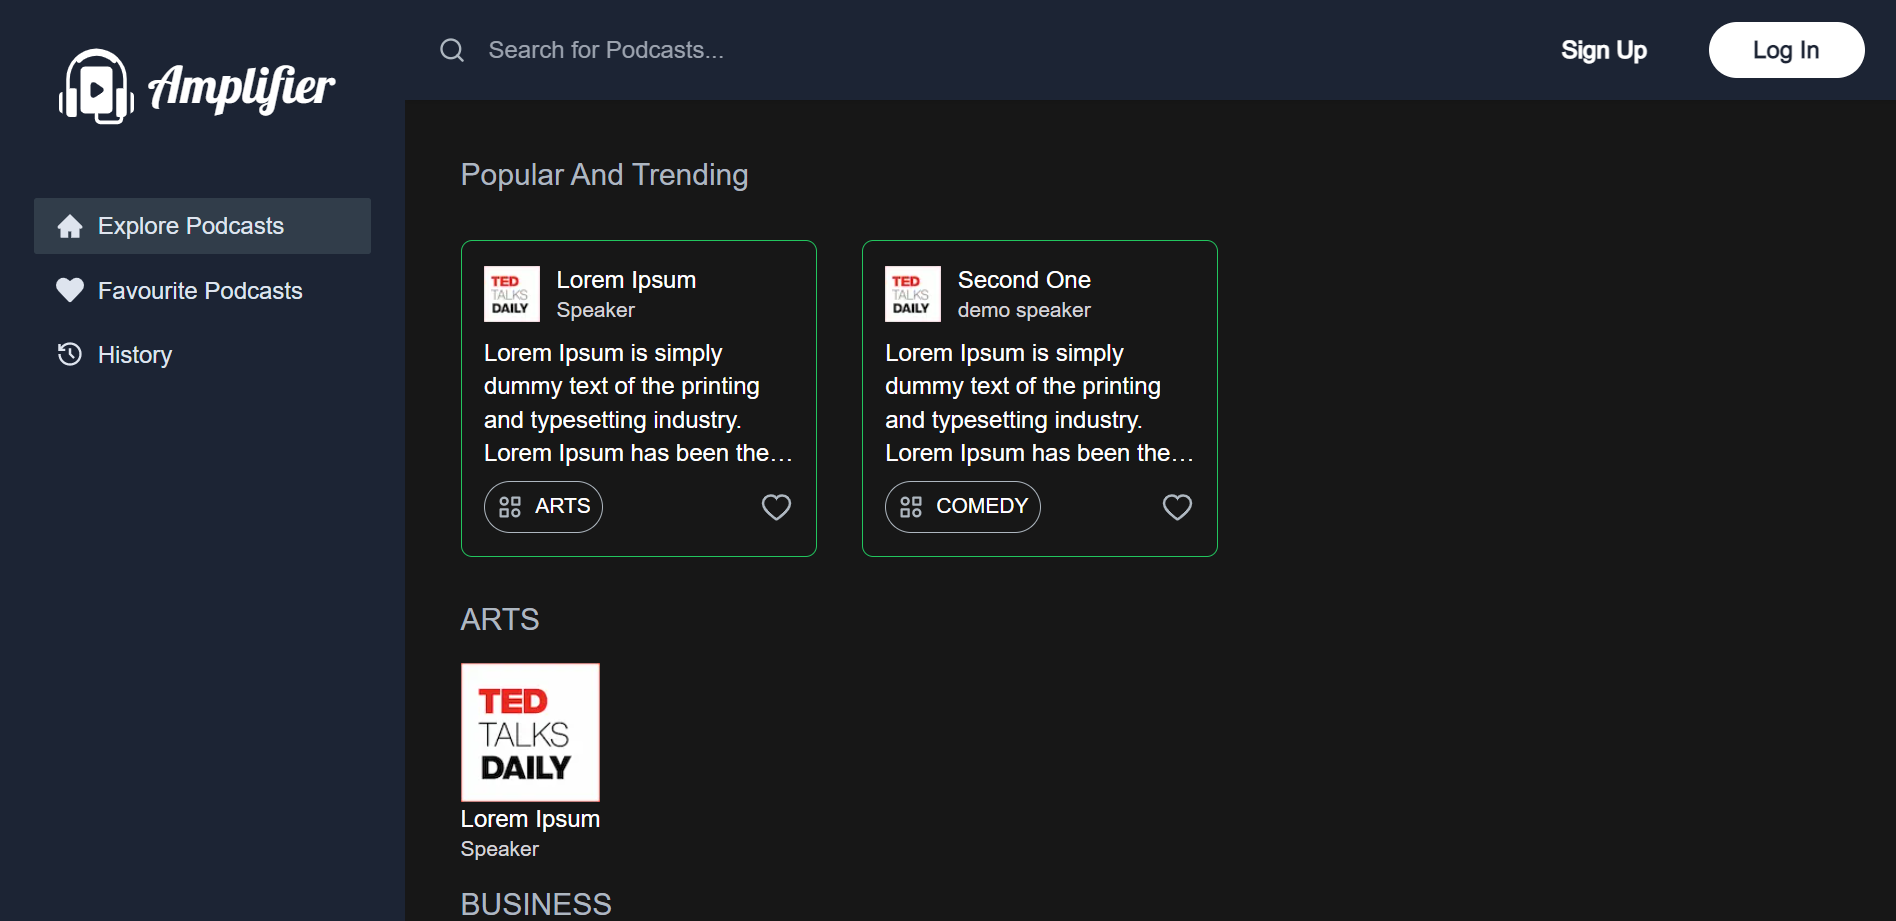 Amplifier
Search for Podcasts...
Sign Up
Log In
Explore Podcasts
Favourite Podcasts
History
Popular And Trending
TED
TALKS
DAILY
Lorem Ipsum
Speaker
Lorem Ipsum is simply
dummy text of the printing
and typesetting industry.
Lorem Ipsum has been the…
ARTS
TED
TALKS
DAILY
Second One
demo speaker
Lorem Ipsum is simply
dummy text of the printing
and typesetting industry.
Lorem Ipsum has been the…
COMEDY
ARTS
TED
TALKS
DAILY
Lorem Ipsum
Speaker
BUSINESS